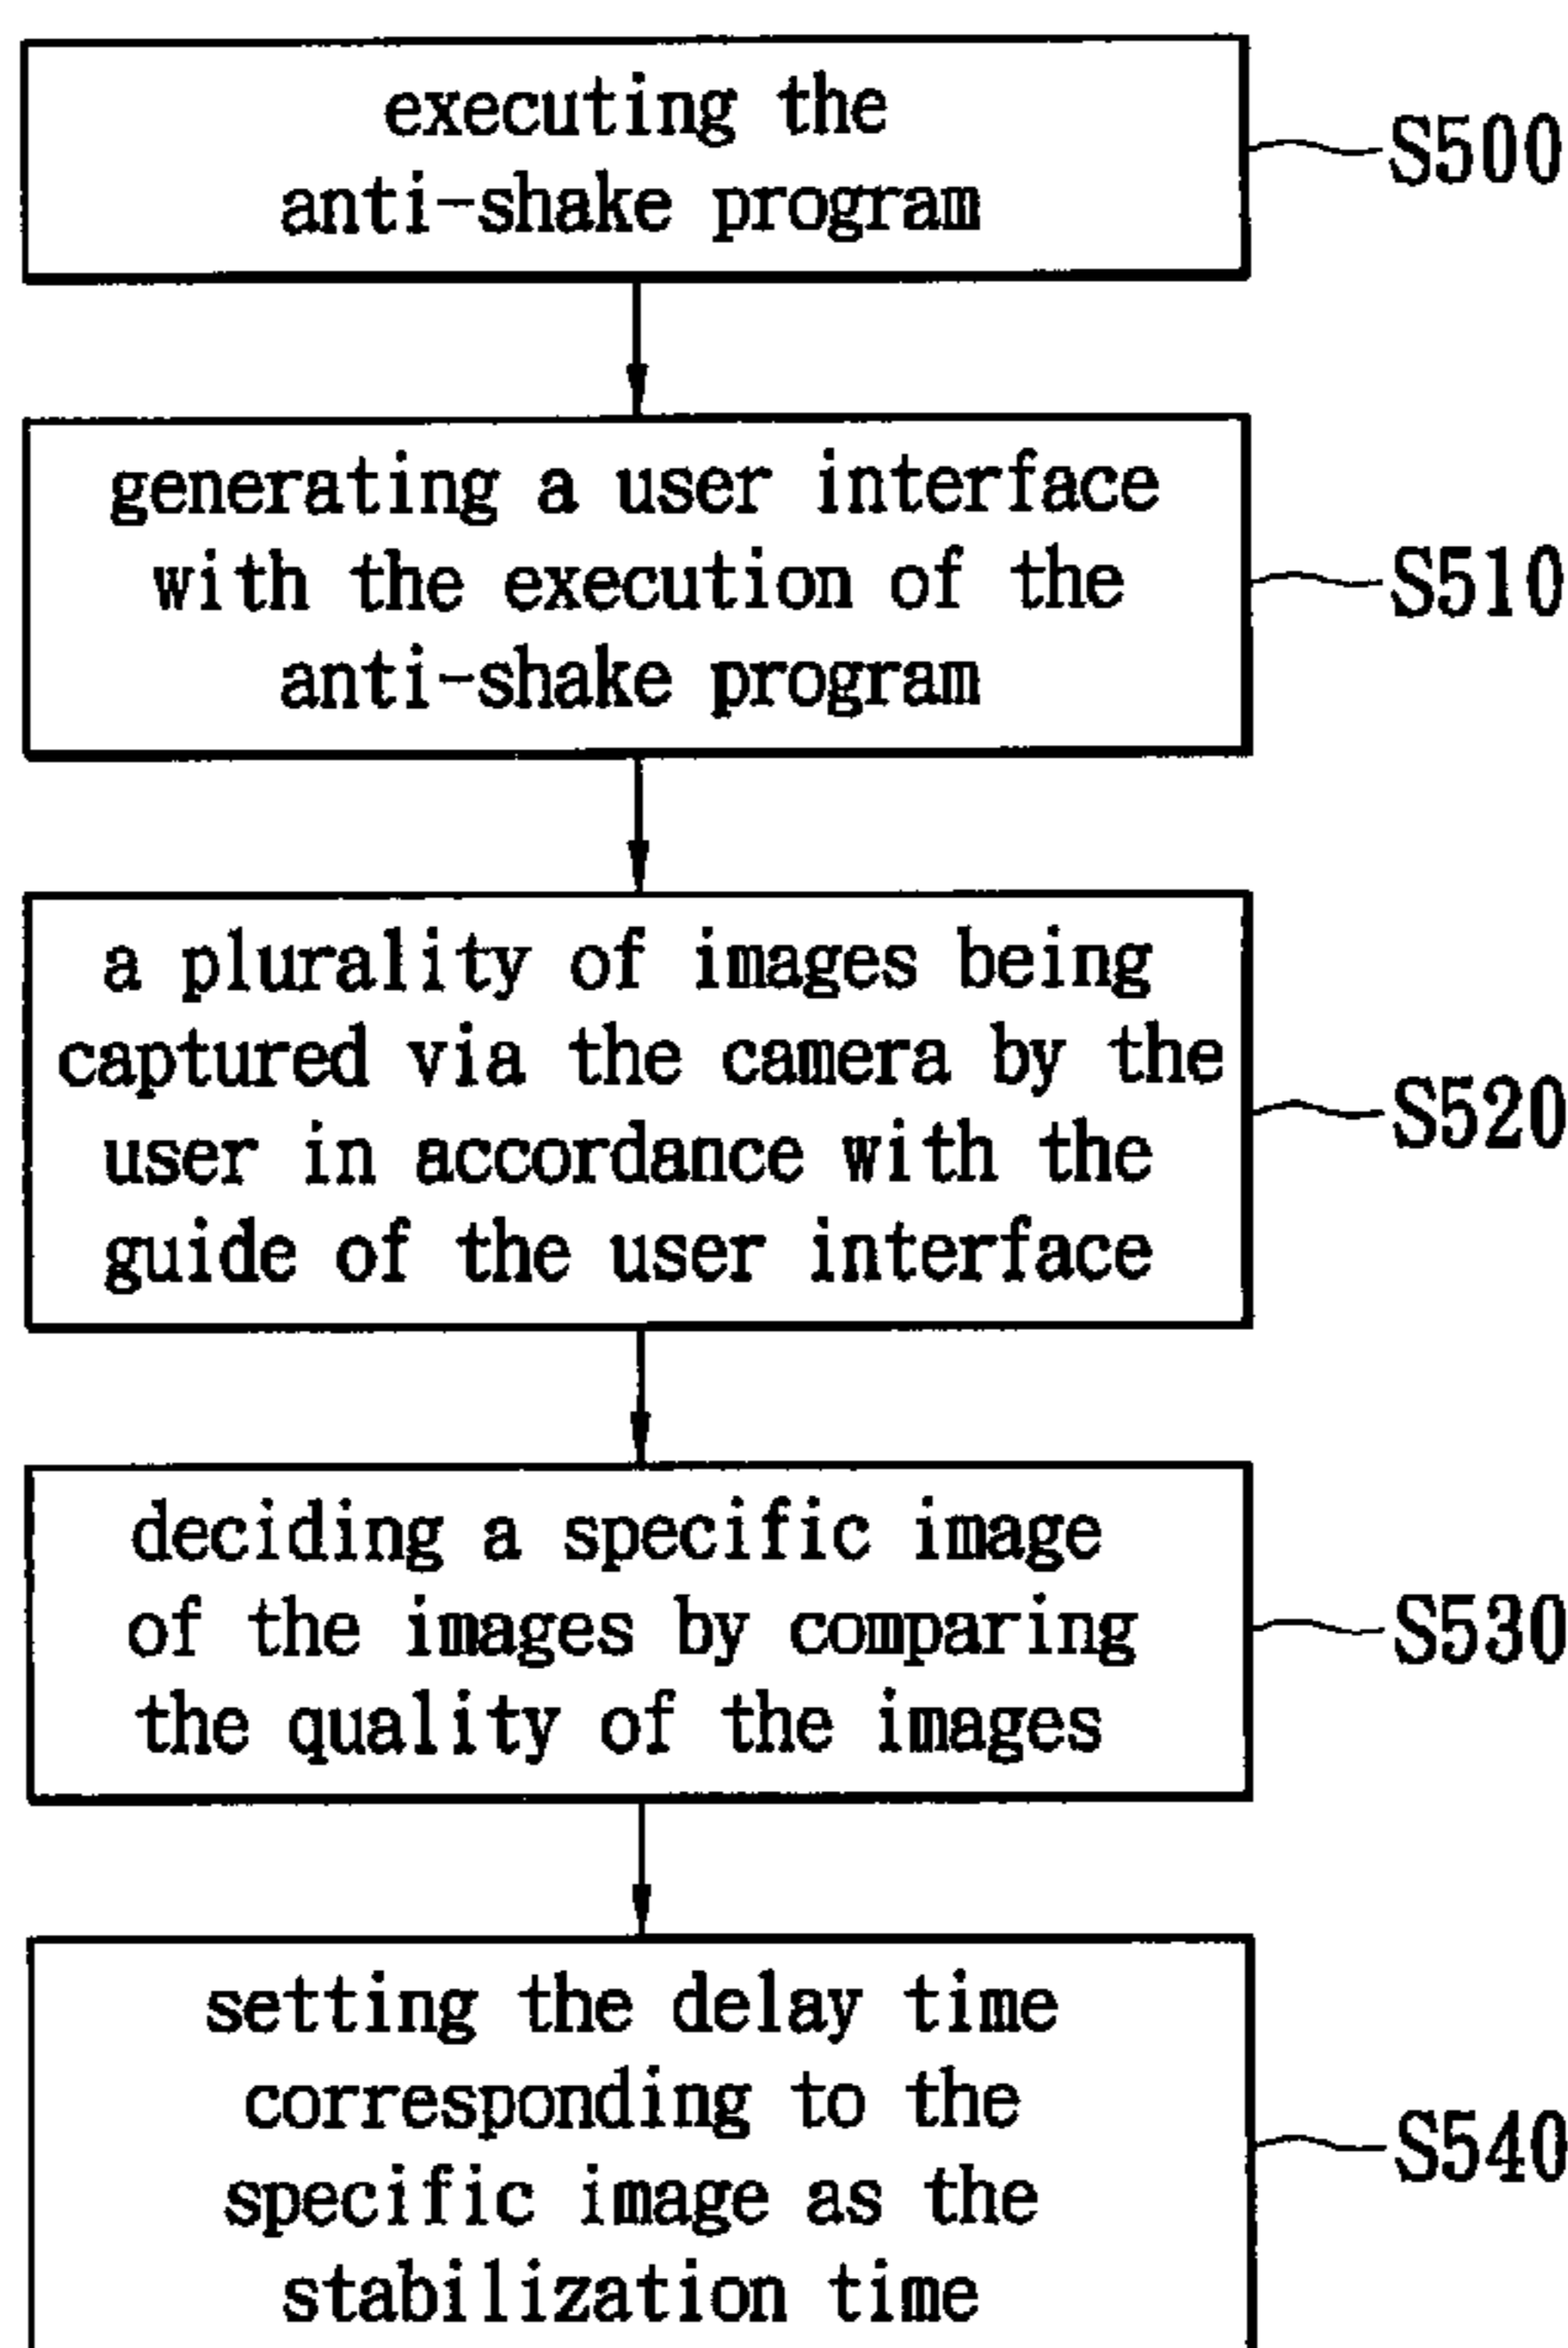 executing the
anti-shake program
S500
generating a user interface
with the execution of the
anti-shake program
S510
a plurality of images being
captured via the camera by the
user in accordance with the
guide of the user interface
S520
deciding a specific image
of the images by comparing
the quality of the images
S530
setting the delay time
corresponding to the
specific image as the
stabilization time
S540